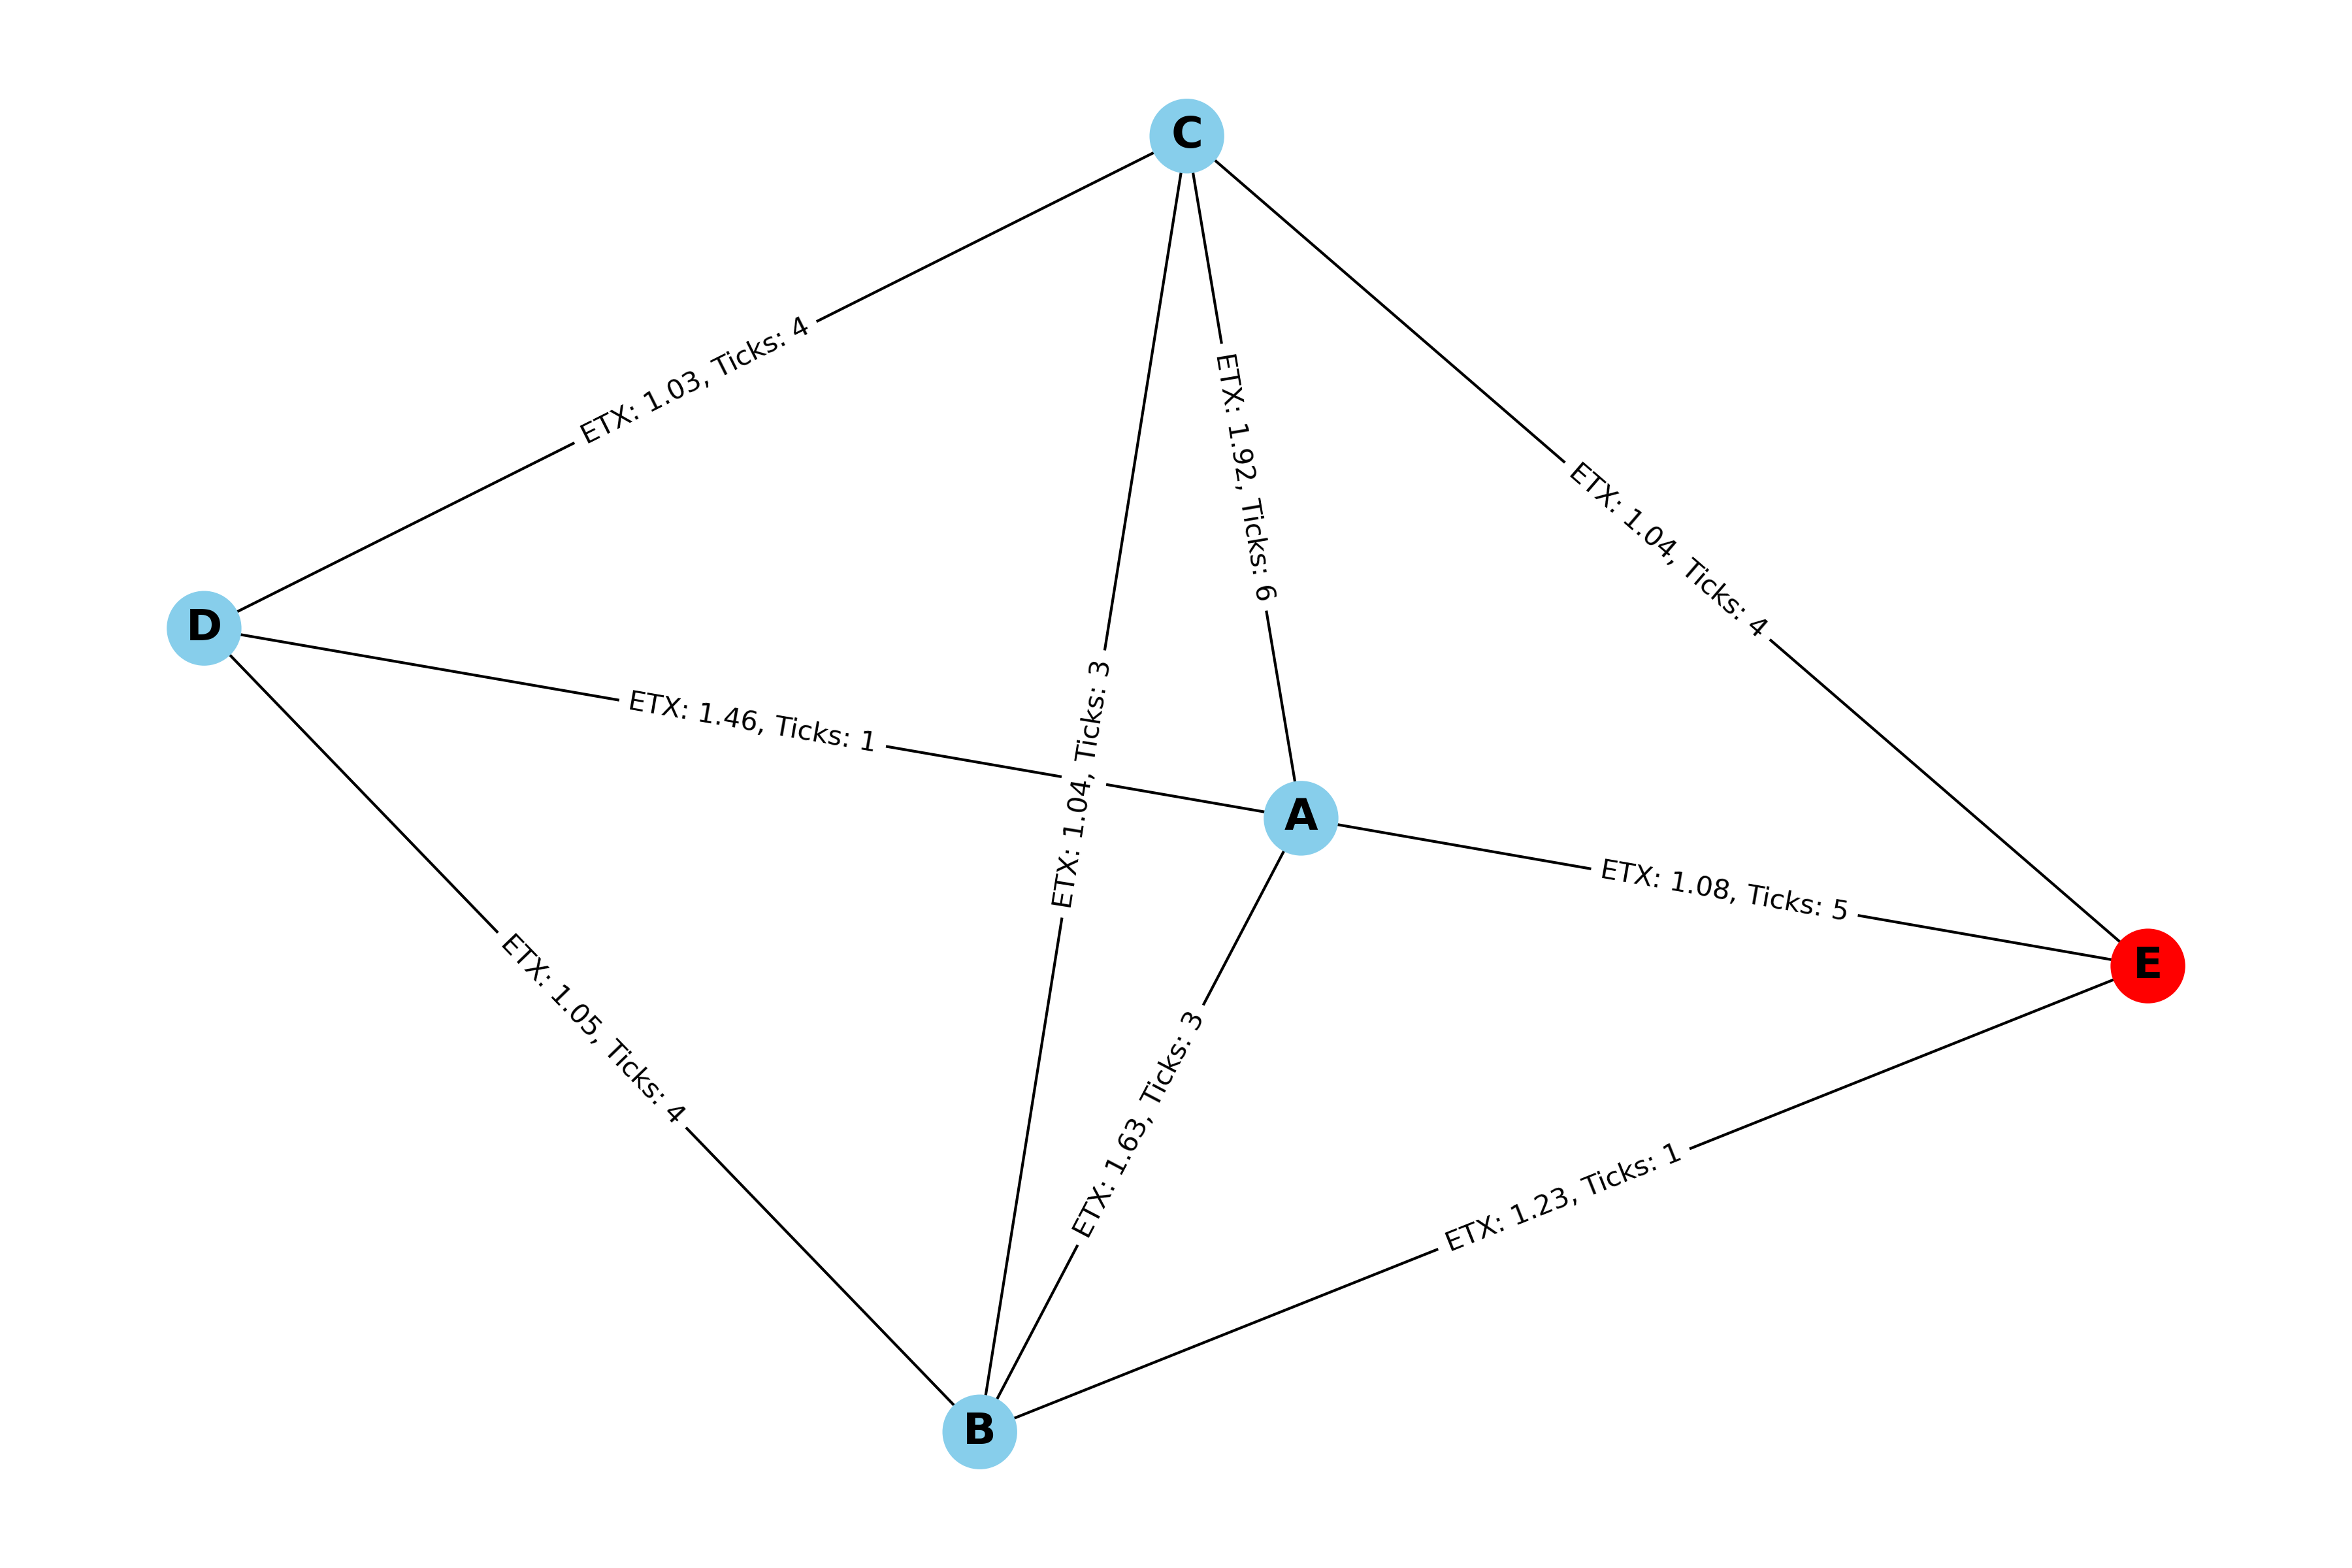 C
ETX: 1.03, Ticks: 4
ETX: 1.92, Ticks: 6
ETX: 1.04, Ticks: 4
D
ETX: 1.46, Ticks: 1
ETX: 1.04, Ticks: 3
A
ETX: 1.08, Ticks: 5
E
ETX: 1.05, Ticks: 4
ETX: 1.63, Ticks: 3
ETX: 1.23, Ticks: 1
B